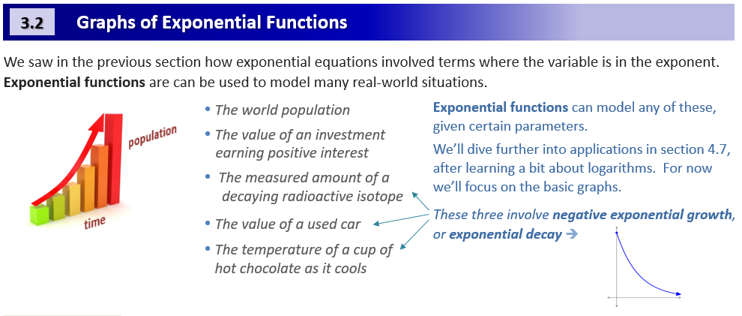 3.2 Graphs of Exponential Functions
We saw in the previous section how exponential equations involved terms where the variable is in the exponent.
Exponential functions are can be used to model many real-world situations.
population
time
• The world population
• The value of an investment
earning positive interest
• The measured amount of a
decaying radioactive isotope
• The value of a used car
• The temperature of a cup of
hot chocolate as it cools
Exponential functions can model any of these,
given certain parameters.
We’ll dive further into applications in section 4.7,
after learning a bit about logarithms.  For now
we’ll focus on the basic graphs.
These three involve negative exponential growth,
or exponential decay →